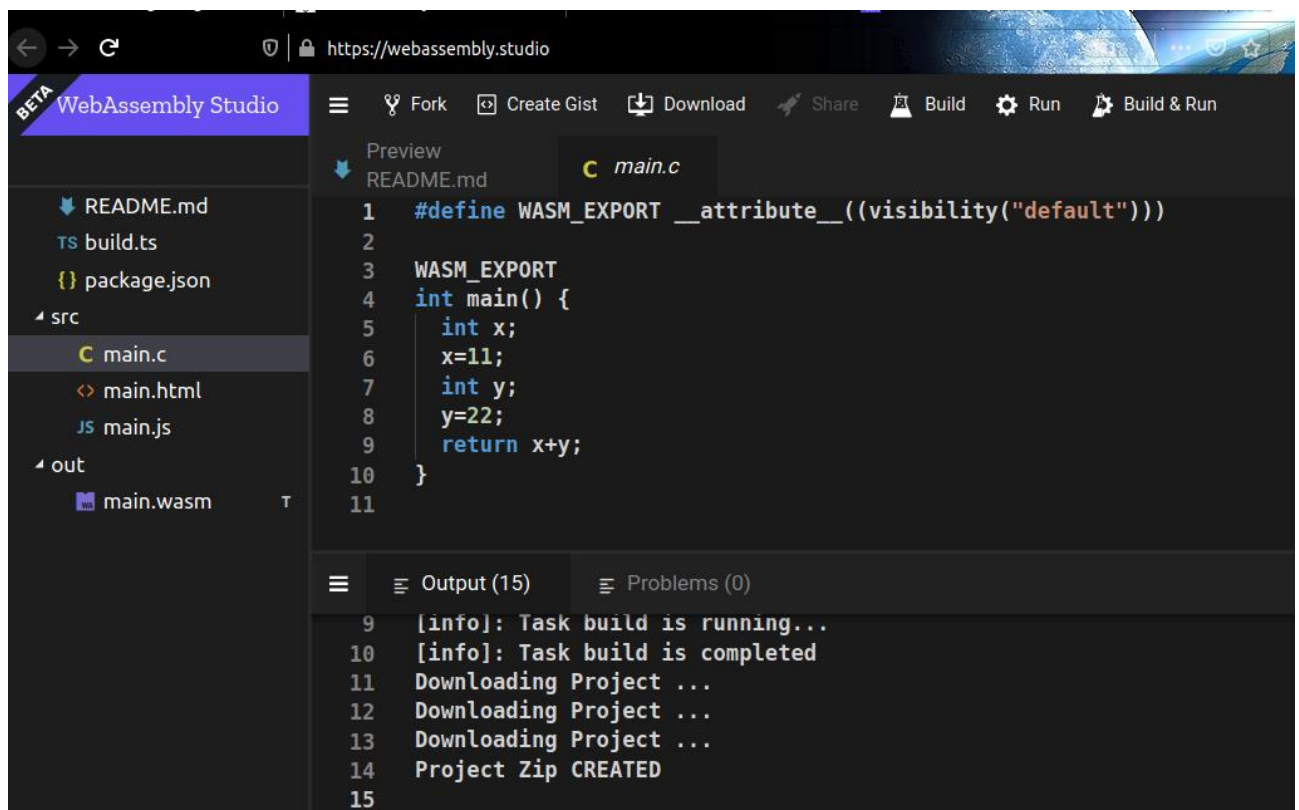 https://webassembly.studio
BETA
WebAssembly Studio
Fork Create Gist Download Share Build Run Build & Run
Preview
README.md
C main.c
README.md
TS build.ts
{} package.json
src
C main.c
<> main.html
JS main.js
out
main.wasm T
1 #define WASM_EXPORT __attribute__((visibility("default")))
2
3 WASM_EXPORT
4 int main() {
5 int x;
6 x=11;
7 int y;
8 y=22;
9 return x+y;
10 }
11
Output (15) Problems (0)
9 [info]: Task build is running...
10 [info]: Task build is completed
11 Downloading Project ...
12 Downloading Project ...
13 Downloading Project ...
14 Project Zip CREATED
15